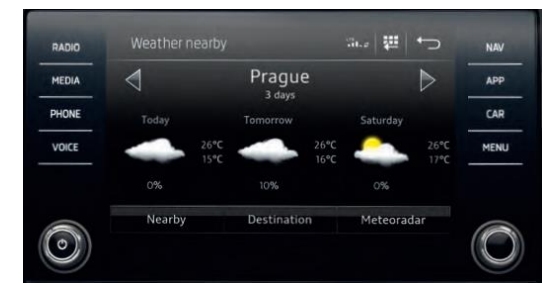 RADIO
MEDIA
PHONE
VOICE
Weather nearby
Prague
3 days
Today
Tomorrow
Saturday
26°C
15°C
26°C
16°C
26°C
17°C
0%
10%
0%
Nearby
Destination
Meteoradar
NAV
APP
CAR
MENU